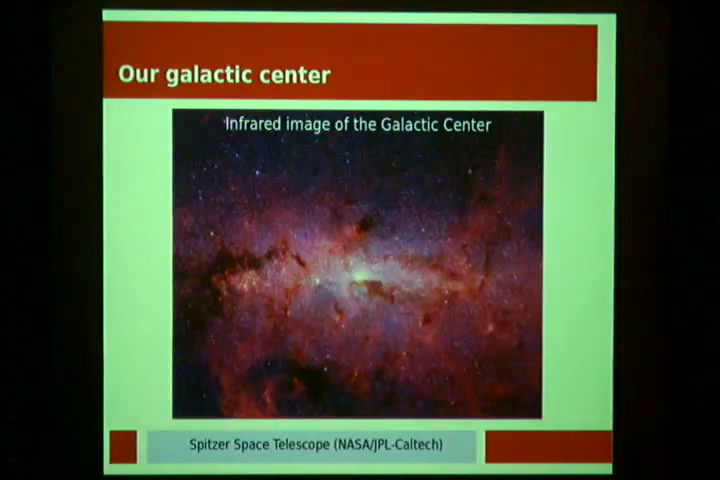 Our galactic center
Infrared image of the Galactic Center
Spitzer Space Telescope (NASA/JPL-Caltech)